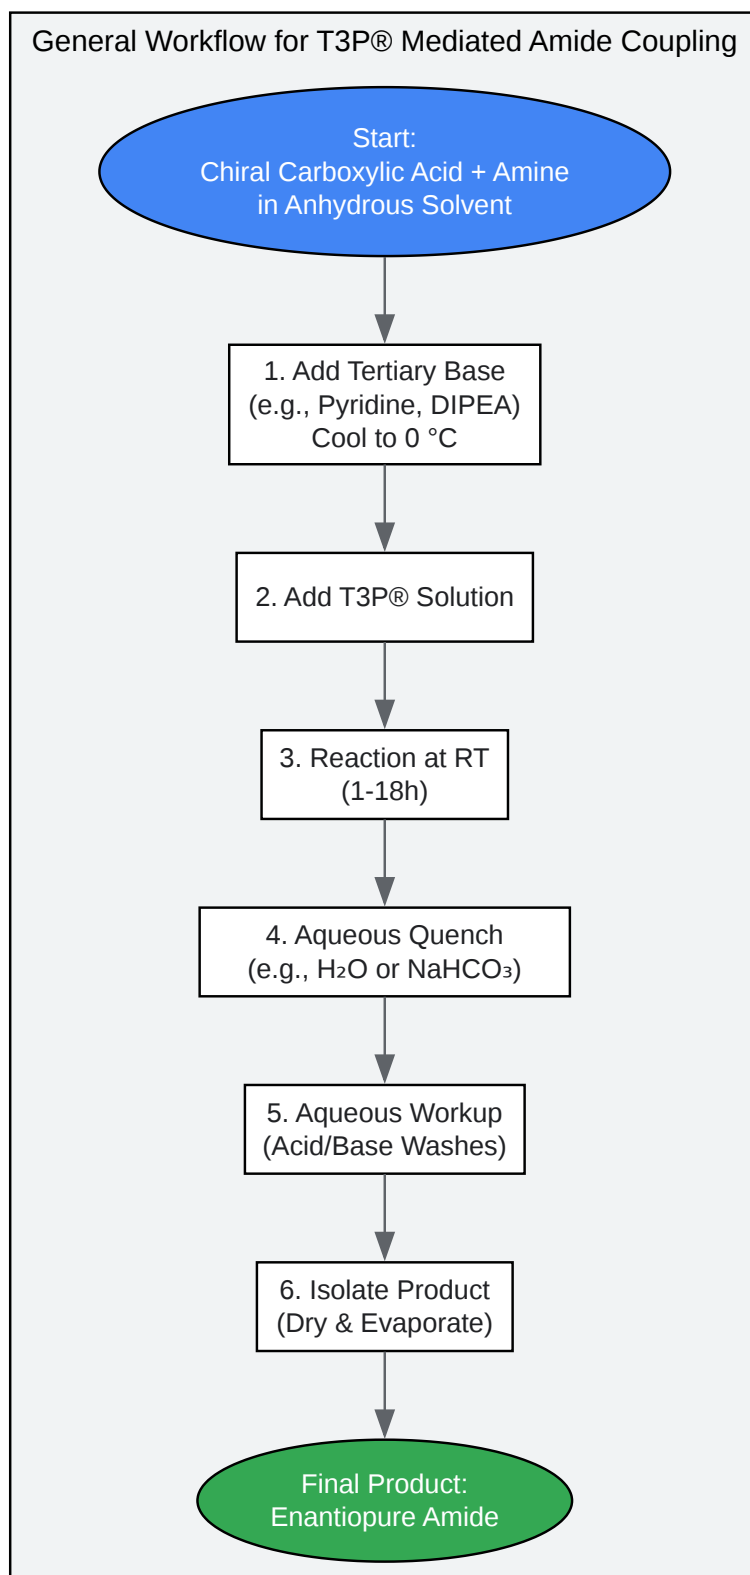 General Workflow for T3P® Mediated Amide Coupling
Start:
Chiral Carboxylic Acid + Amine
in Anhydrous Solvent
1. Add Tertiary Base
(e.g., Pyridine, DIPEA)
Cool to 0 °C
2. Add T3P® Solution
3. Reaction at RT
(1-18h)
4. Aqueous Quench
(e.g., H₂O or NaHCO₃)
5. Aqueous Workup
(Acid/Base Washes)
6. Isolate Product
(Dry & Evaporate)
Final Product:
Enantiopure Amide